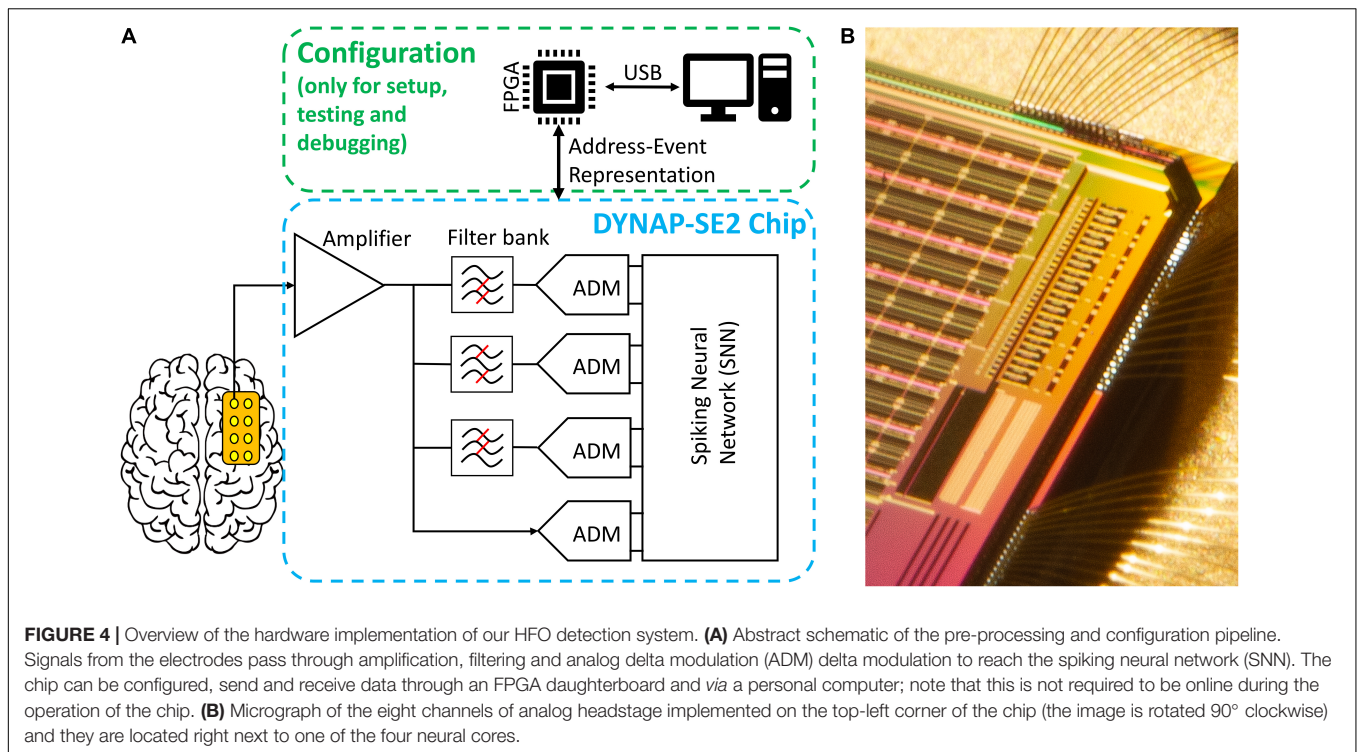 A
Configuration
(only for setup,
testing and
debugging)
FPGA
USB
Address-Event
Representation
DYNAP-SE2 Chip
Amplifier
Filter bank
ADM
ADM
ADM
ADM
Spiking Neural
Network (SNN)
B
FIGURE 4 | Overview of the hardware implementation of our HFO detection system. (A) Abstract schematic of the pre-processing and configuration pipeline.
Signals from the electrodes pass through amplification, filtering and analog delta modulation (ADM) delta modulation to reach the spiking neural network (SNN). The
chip can be configured, send and receive data through an FPGA daughterboard and via a personal computer; note that this is not required to be online during the
operation of the chip. (B) Micrograph of the eight channels of analog headstage implemented on the top-left corner of the chip (the image is rotated 90° clockwise)
and they are located right next to one of the four neural cores.